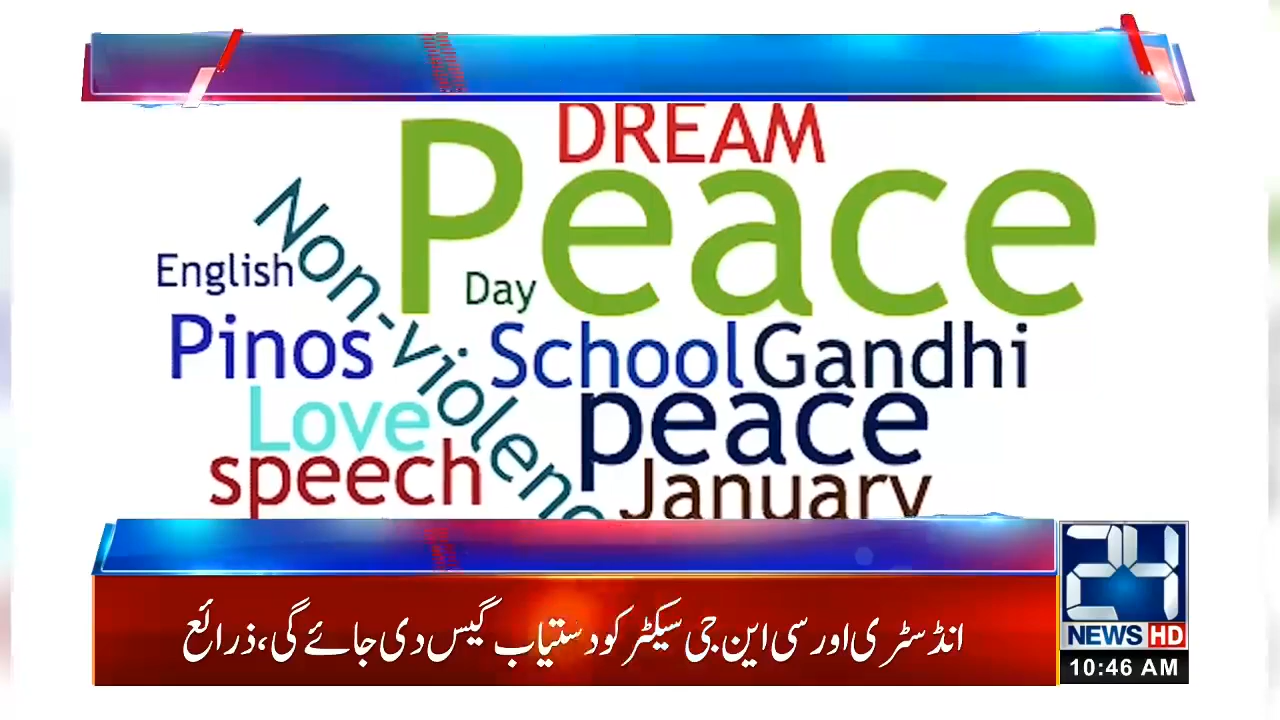 DREAM
Peace
Non-violenc
English
Day
Pinos
School
Gandhi
Love
peace
speech
January
انڈسٹری اور سی این جی سیکٹر کو دستیاب گیس دی جائے گی، ذرائع
24
NEWS HD
10:46 AM